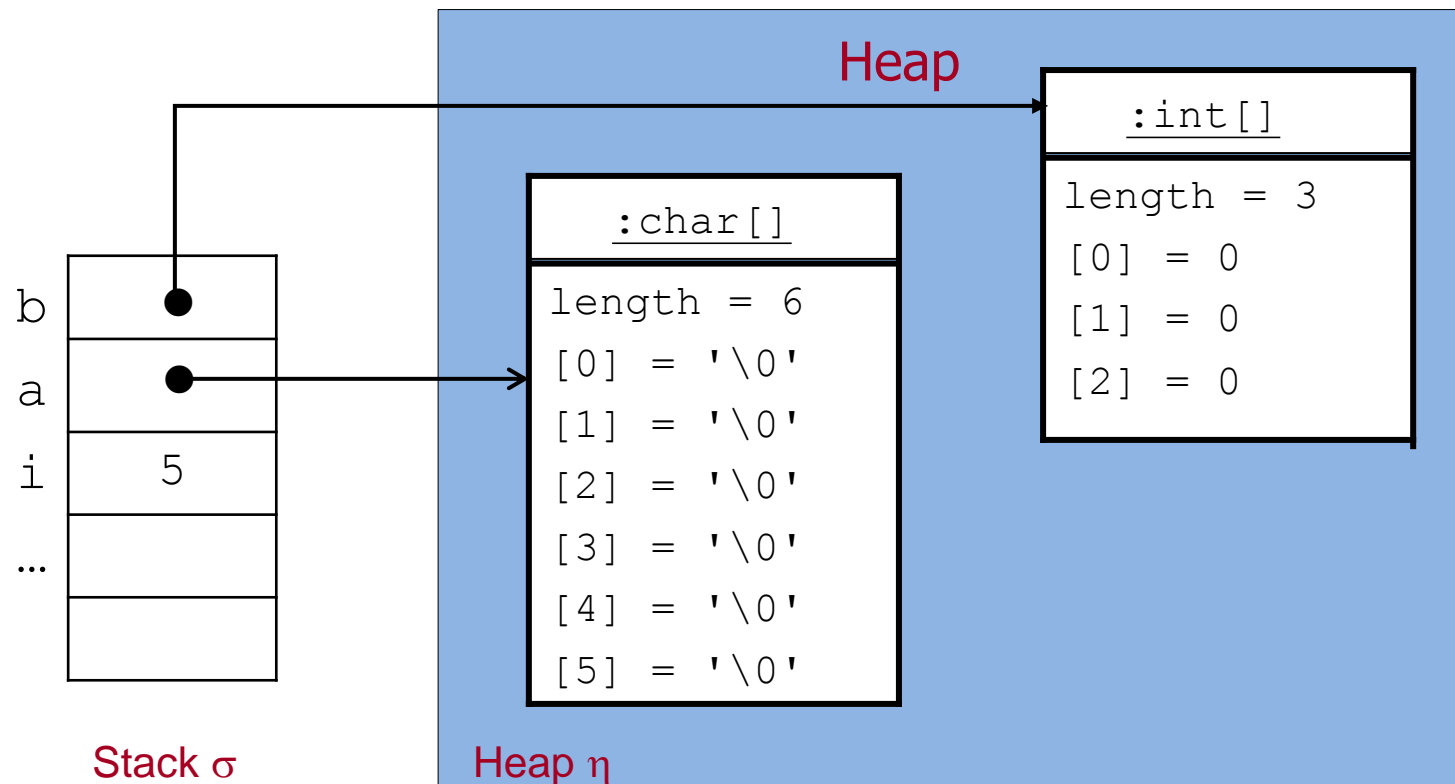 Heap
:int[]
length = 3
[0] = 0
[1] = 0
[2] = 0
:char[]
length = 6
[0] = '\0'
[1] = '\0'
[2] = '\0'
[3] = '\0'
[4] = '\0'
[5] = '\0'
b
a
i 5
…
Stack σ
Heap η